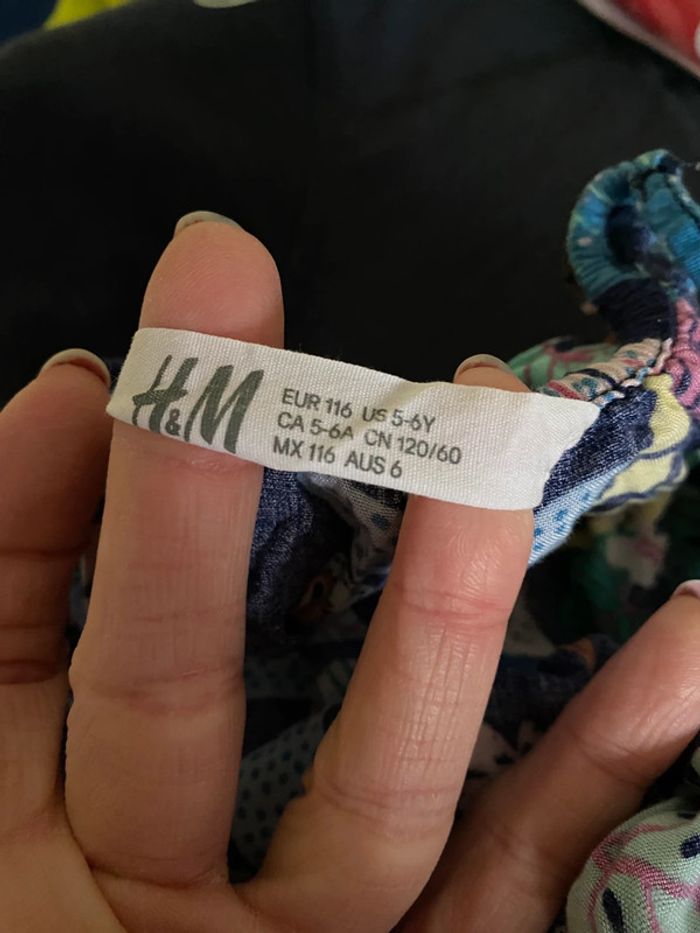 H&M
EUR 116 US 5-6Y
CA 5-6A CN 120/60
MX 116 AUS 6